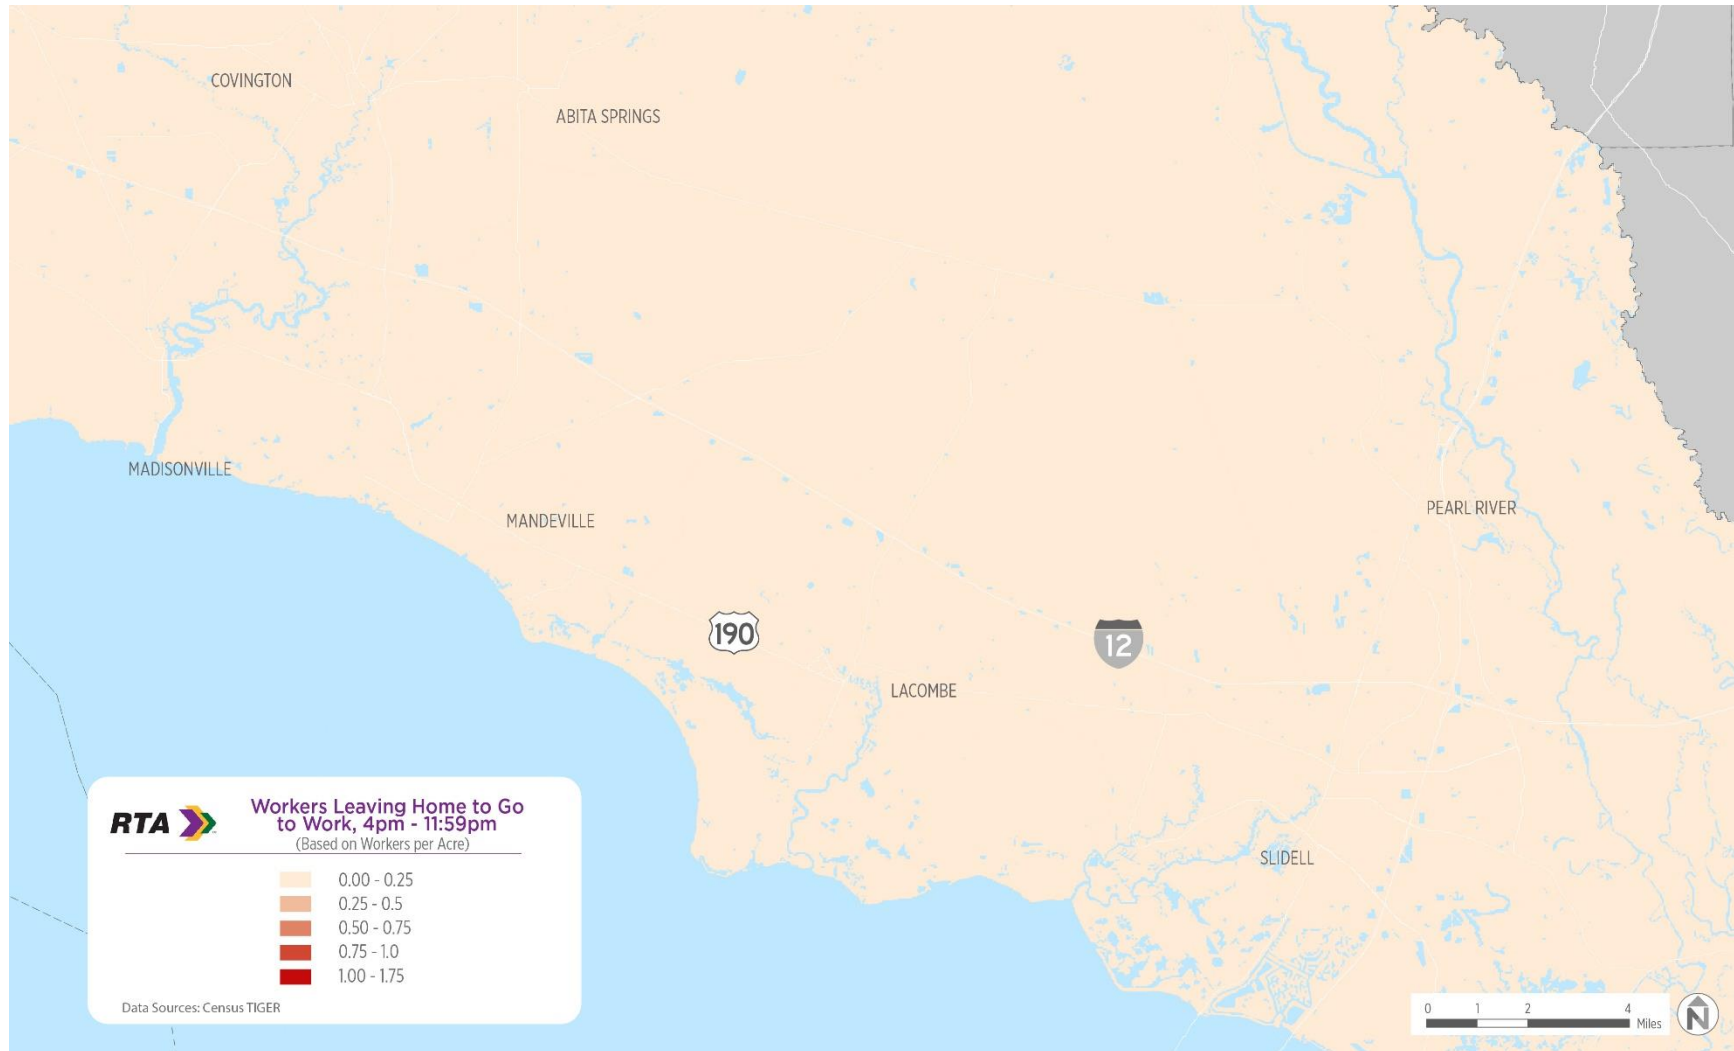 COVINGTON
ABITA SPRINGS
MADISONVILLE
MANDEVILLE
PEARL RIVER
190
12
LACOMBE
SLIDELL
RTA
Workers Leaving Home to Go
to Work, 4pm - 11:59pm
(Based on Workers per Acre)
0.00 - 0.25
0.25 - 0.5
0.50 - 0.75
0.75 - 1.0
1.00 - 1.75
Data Sources: Census TIGER
0 1 2 4
Miles
N